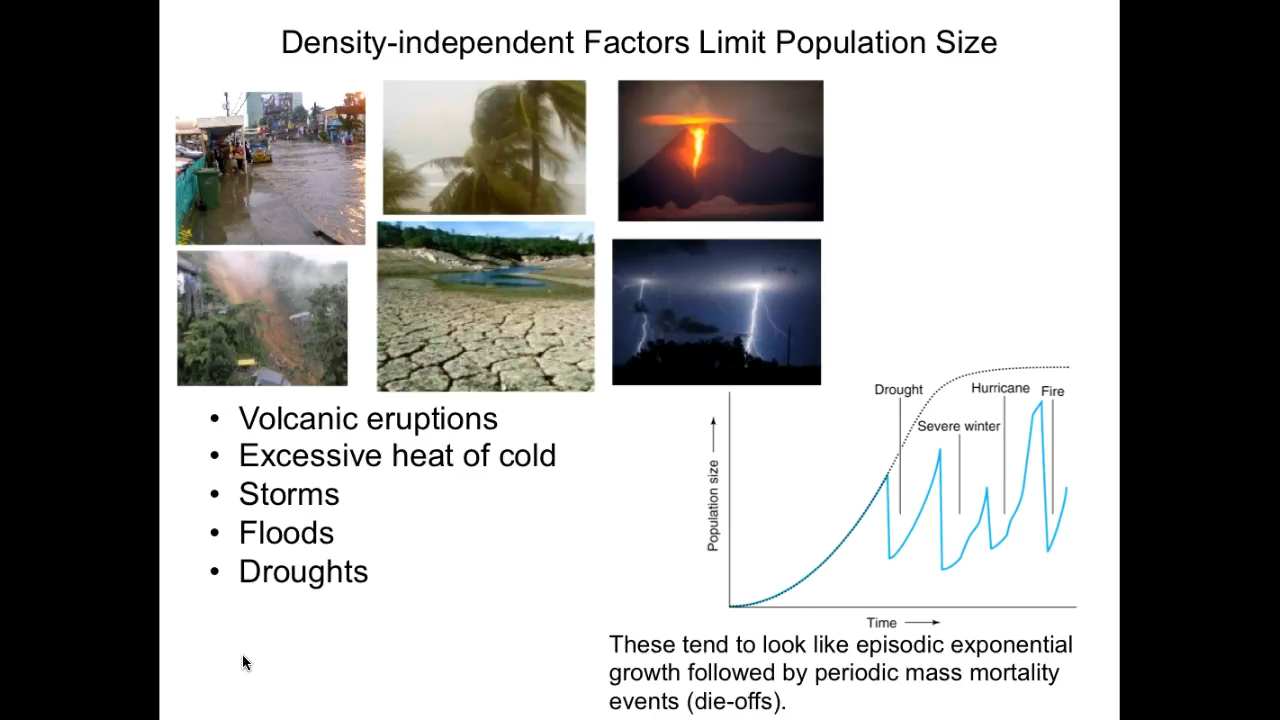 Density-independent Factors Limit Population Size
• Volcanic eruptions
• Excessive heat of cold
• Storms
• Floods
• Droughts
Drought
Hurricane
Fire
Severe winter
Population size
Time
These tend to look like episodic exponential
growth followed by periodic mass mortality
events (die-offs).